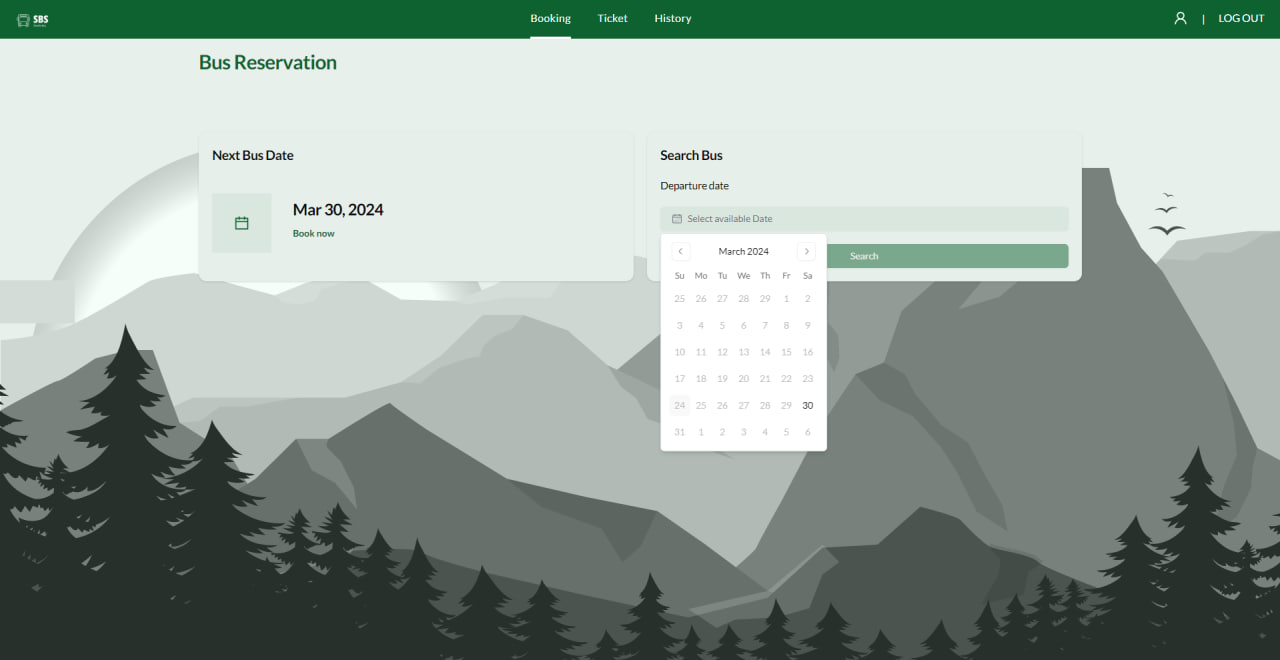 SBS
Booking Ticket History
| LOG OUT
Bus Reservation
Next Bus Date
Mar 30, 2024
Book now
Search Bus
Departure date
Select available Date
Search
March 2024
Su Mo Tu We Th Fr Sa
25 26 27 28 29 1 2
3 4 5 6 7 8 9
10 11 12 13 14 15 16
17 18 19 20 21 22 23
24 25 26 27 28 29 30
31 1 2 3 4 5 6